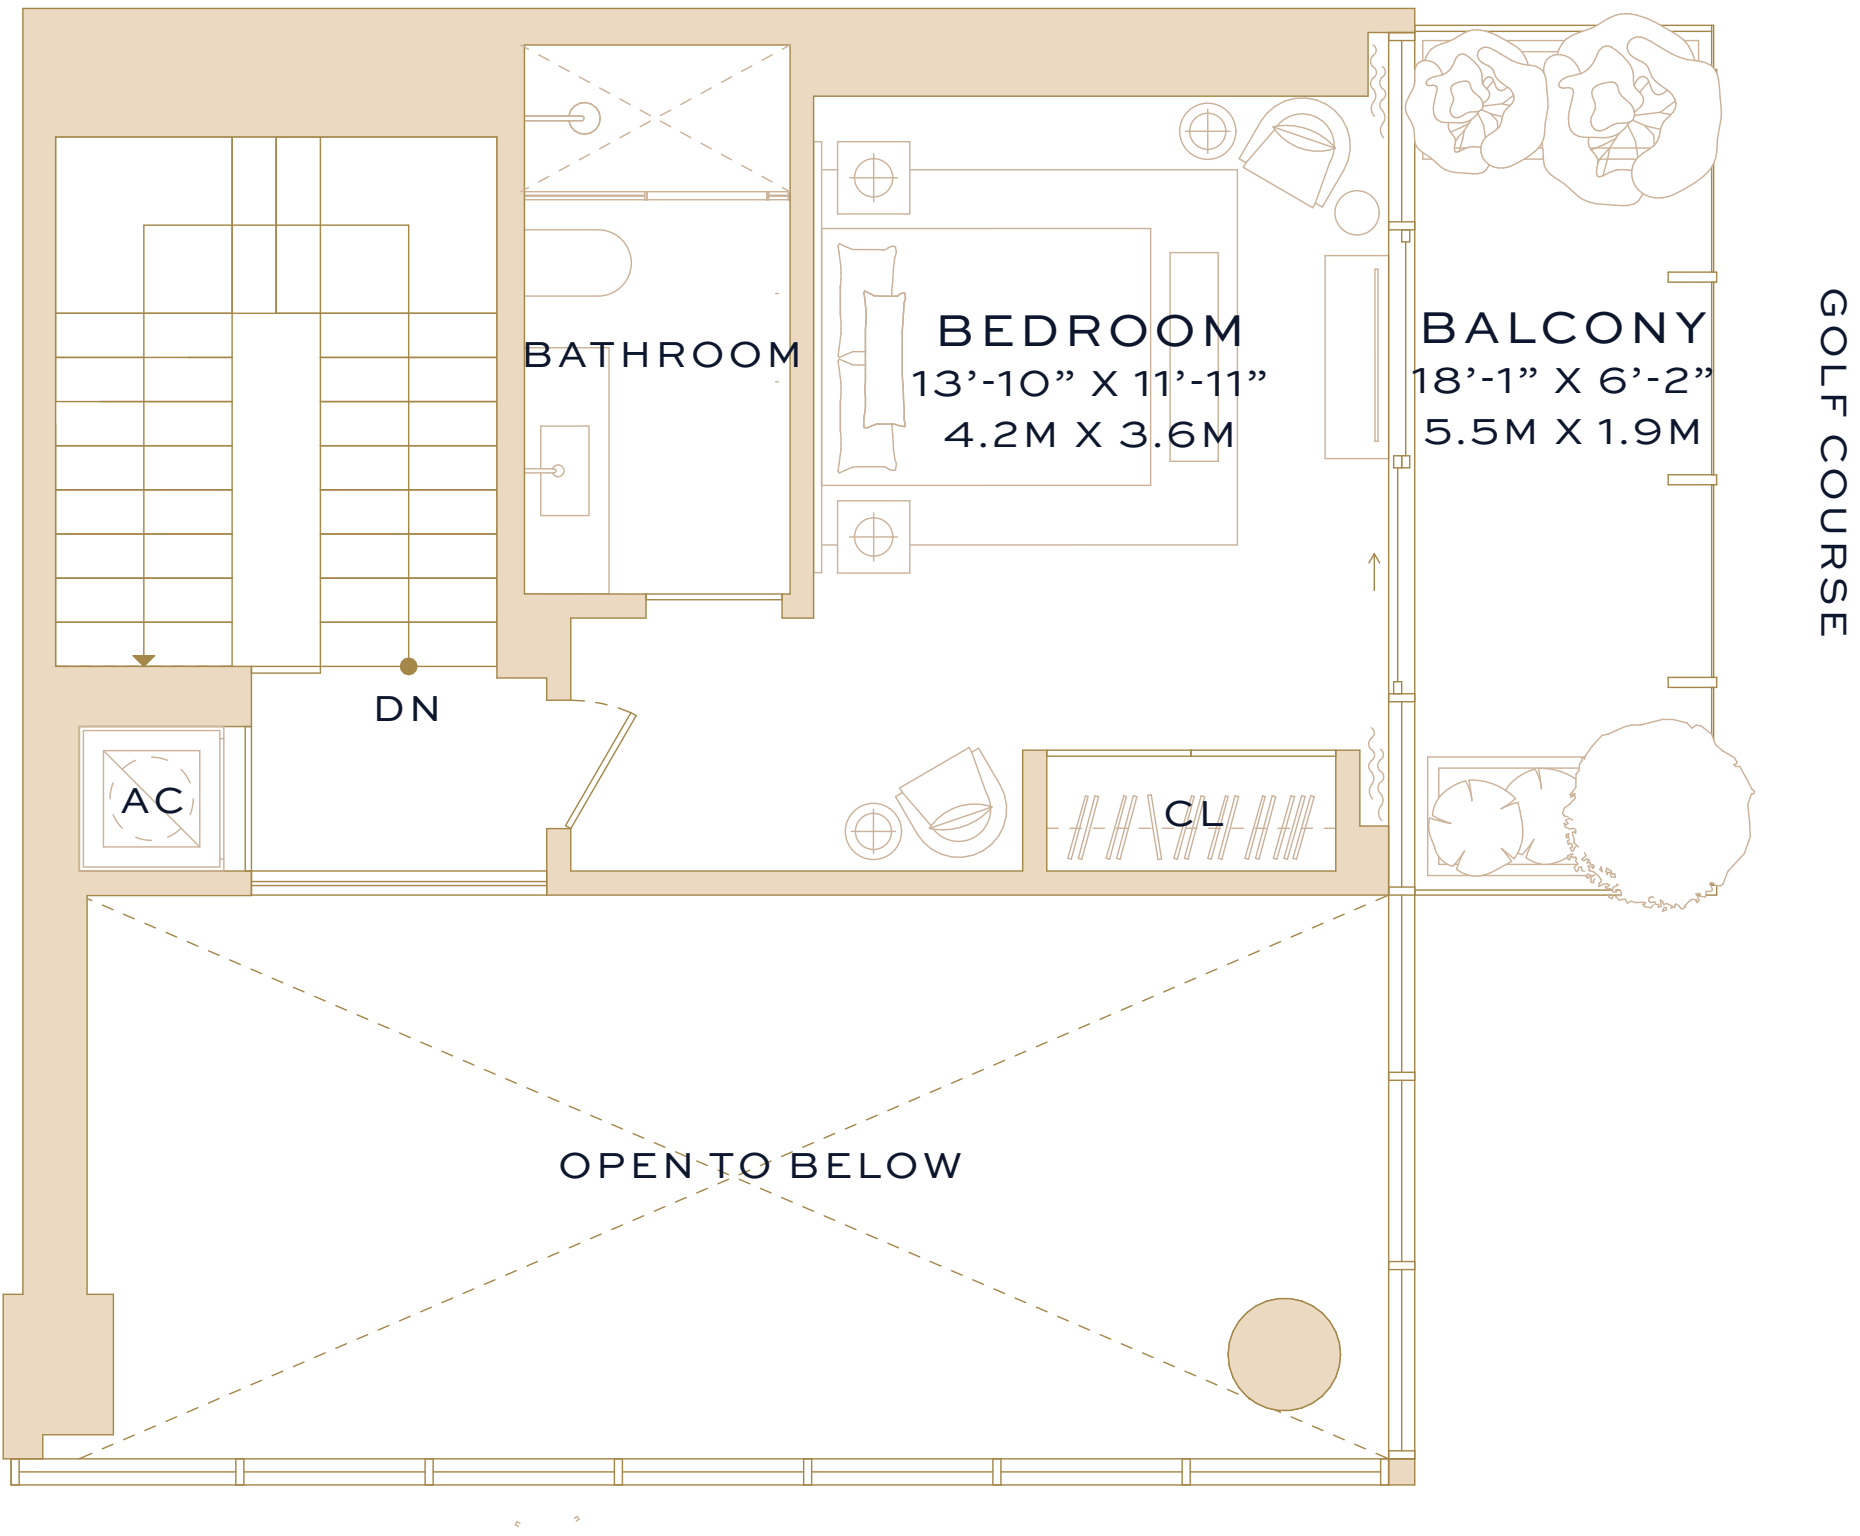 BATHROOM
BEDROOM
13’-10” X 11’-11”
4.2M X 3.6M
BALCONY
18’-1” X 6’-2”
5.5M X 1.9M
GOLF COURSE
DN
AC
CL
OPEN TO BELOW